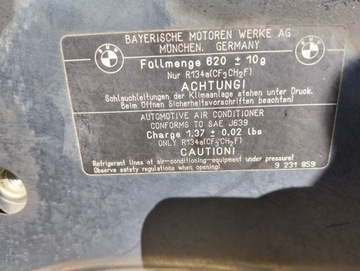 BAYERISCHE MOTOREN WERKE AG
MÜNCHEN, GERMANY
Füllmenge 620 ± 10g
Nur R134a(CF3CH2F)
ACHTUNG!
Schlauchleitungen der Klimaanlage stehen unter Druck.
Beim Öffnen Sicherheitsvorschriften beachten!
AUTOMOTIVE AIR CONDITIONER
CONFORMS TO SAE J639
Charge 1,37 ± 0.02 lbs
ONLY R134a(CF3CH2F)
CAUTION!
Refrigerant lines of air-conditioning-equipment under pressure!
Observe safety regulations when opening!
9 231 859